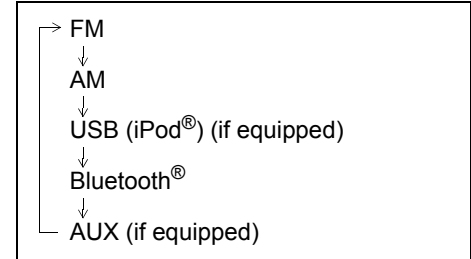 FM
AM
USB (iPod®) (if equipped)
Bluetooth®
AUX (if equipped)